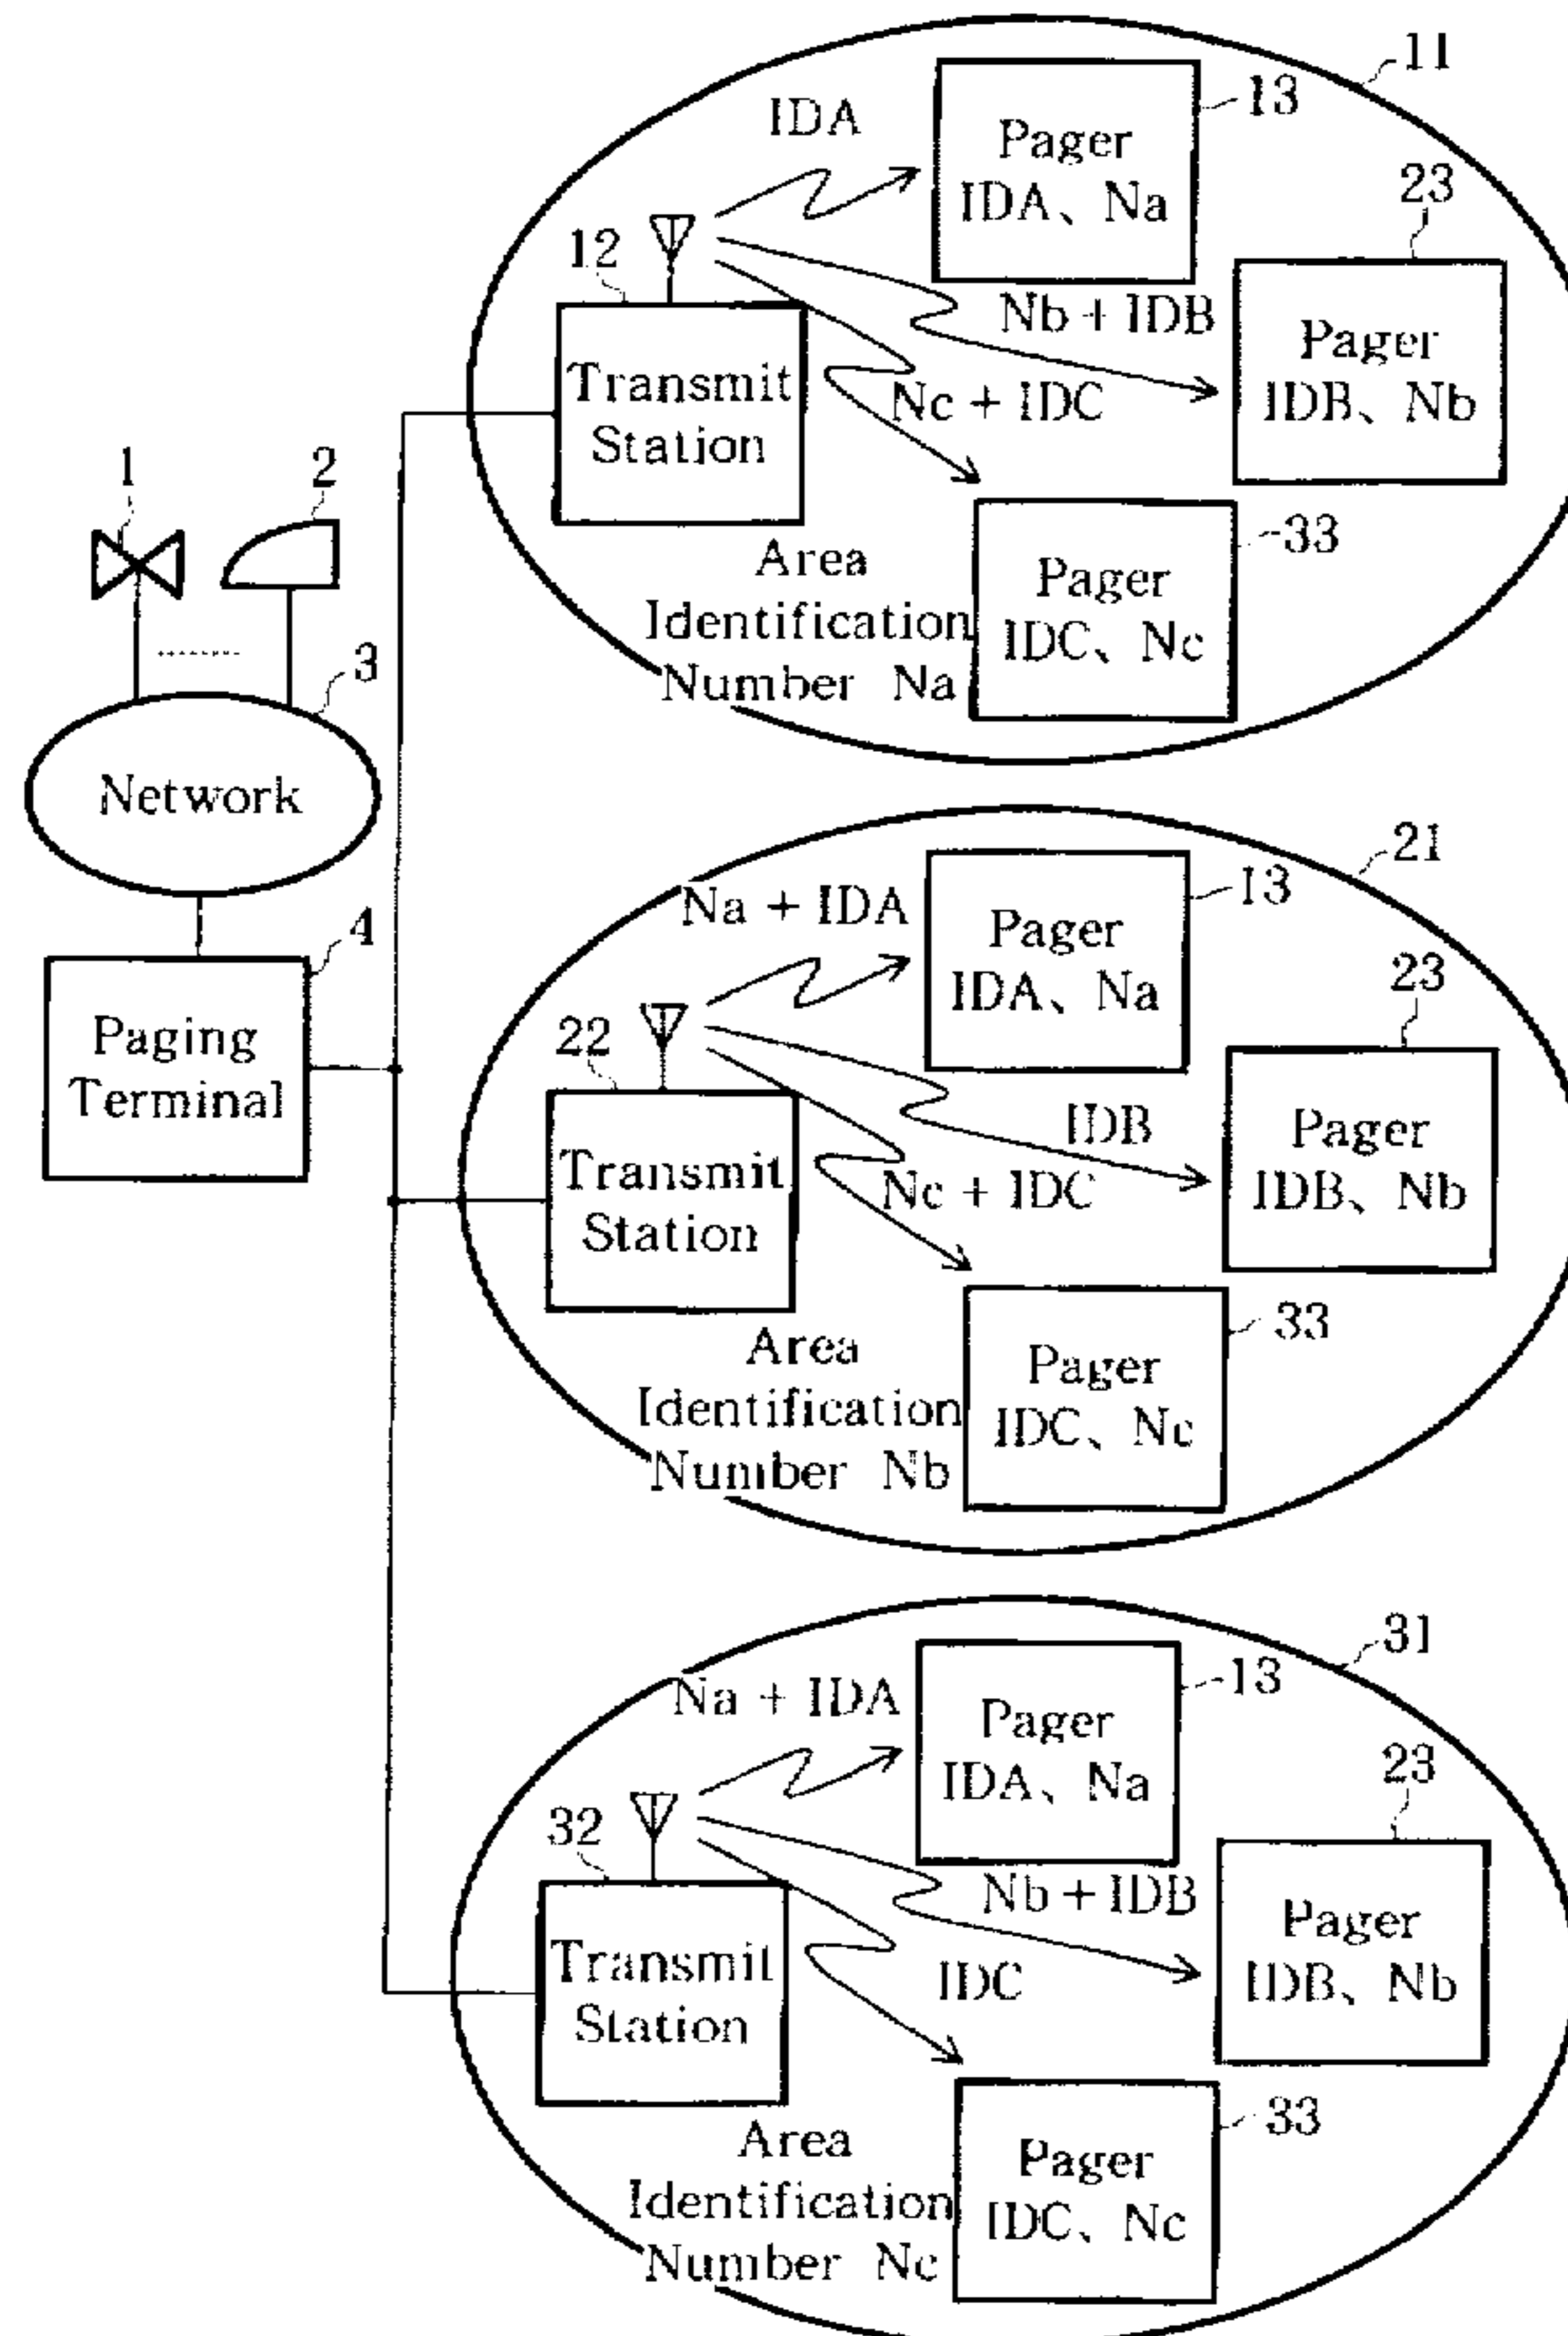 11
IDA
13
Pager
IDA、Na
23
12
Nb + IDB
Pager
IDB、Nb
Transmit
Station
Nc + IDC
1
2
33
Area
Identification
Number Na
Pager
IDC、Nc
3
Network
21
Na + IDA
13
Pager
IDA、Na
4
23
Paging
Terminal
22
IDB
Pager
IDB、Nb
Transmit
Station
Nc + IDC
33
Area
Identification
Number Nb
Pager
IDC、Nc
31
Na + IDA
13
Pager
IDA、Na
23
32
Nb + IDB
Pager
IDB、Nb
Transmit
Station
IDC
33
Area
Identification
Number Nc
Pager
IDC、Nc